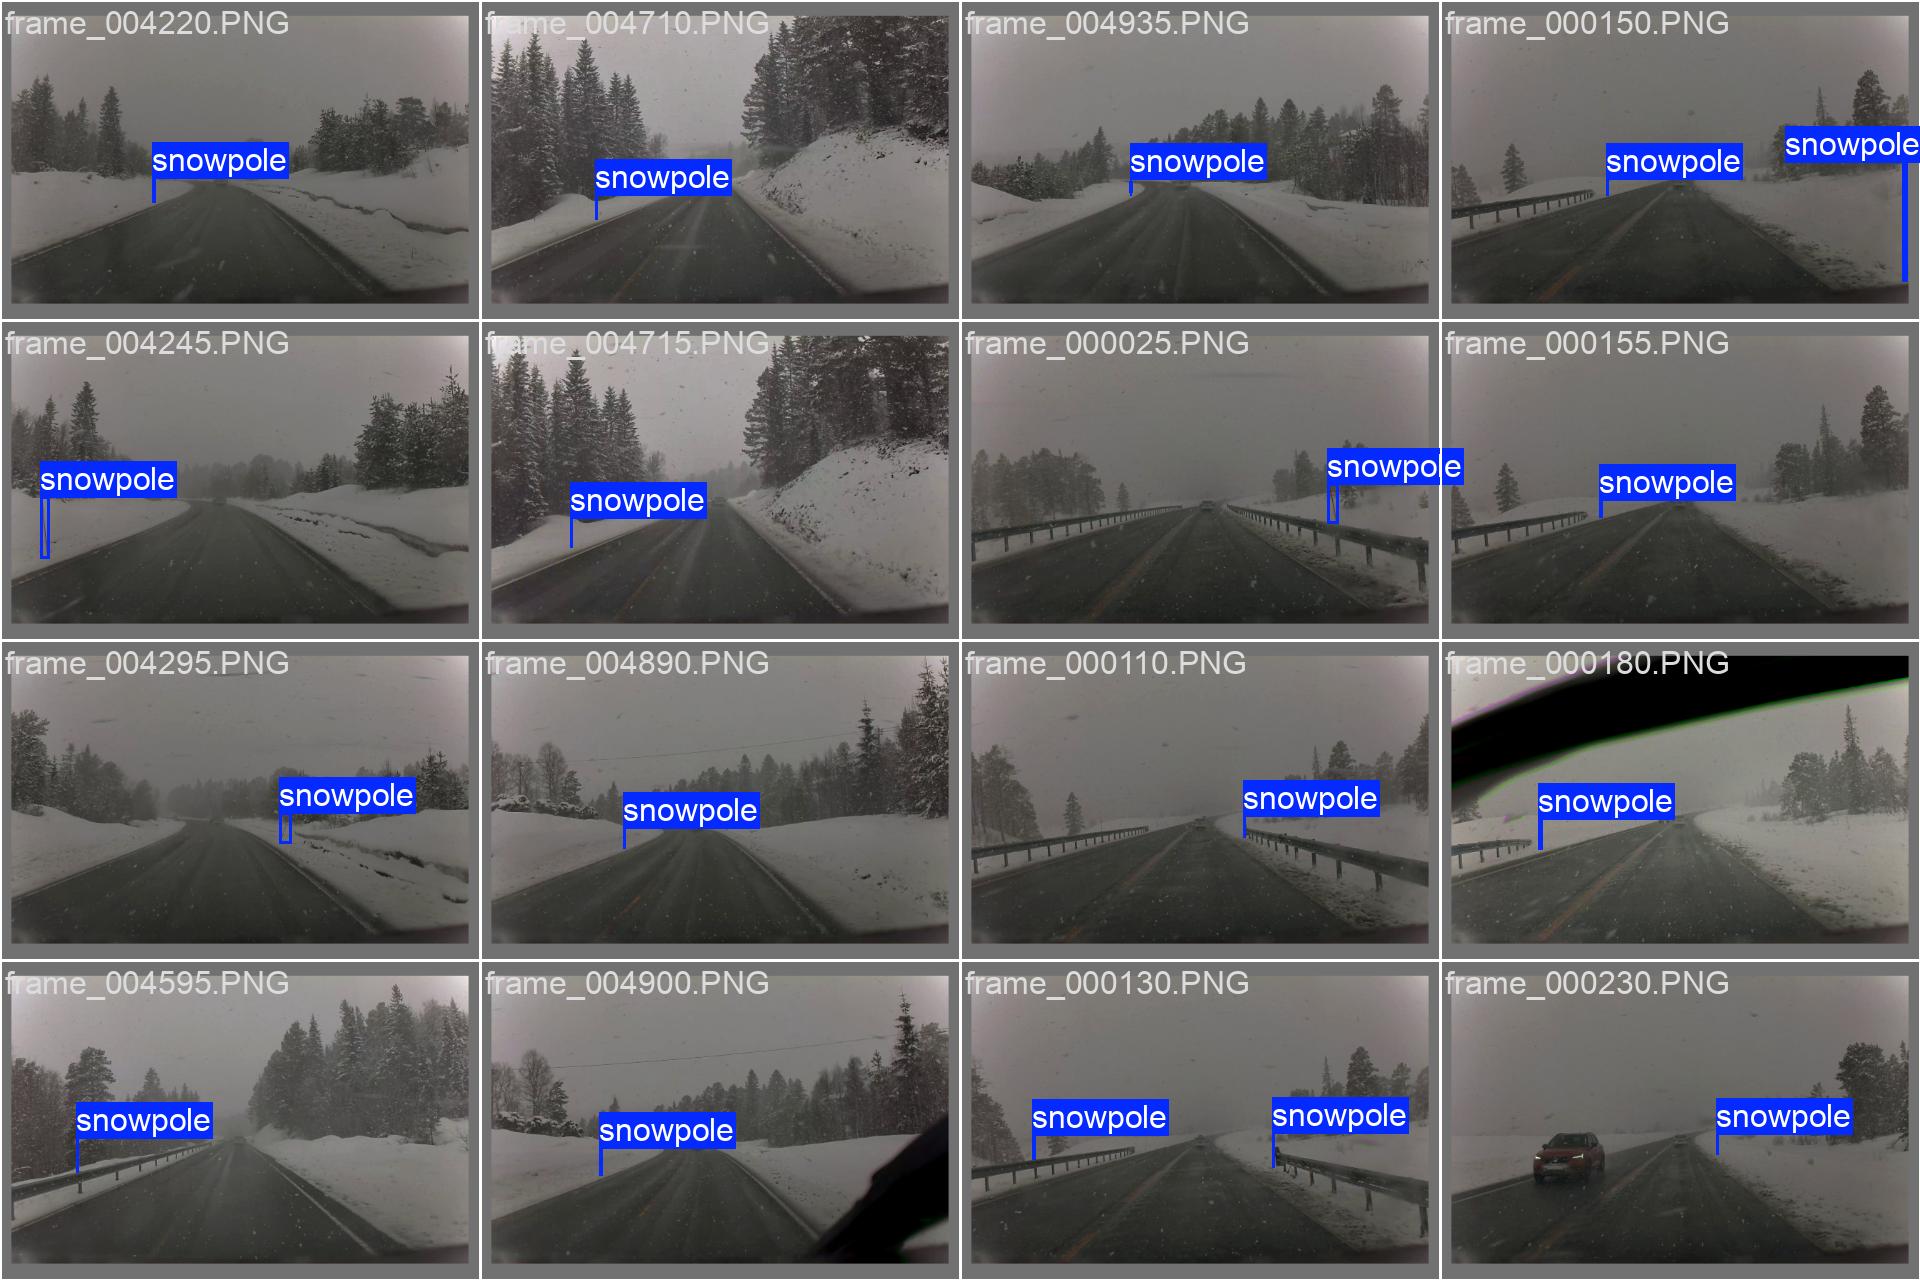 frame_004220.PNG
snowpole
frame_004710.PNG
snowpole
frame_004935.PNG
snowpole
frame_000150.PNG
snowpole
snowpole
frame_004245.PNG
snowpole
frame_004715.PNG
snowpole
frame_000025.PNG
snowpole
frame_000155.PNG
snowpole
frame_004295.PNG
snowpole
frame_004890.PNG
snowpole
frame_000110.PNG
snowpole
frame_000180.PNG
snowpole
frame_004595.PNG
snowpole
frame_004900.PNG
snowpole
frame_000130.PNG
snowpole
snowpole
frame_000230.PNG
snowpole